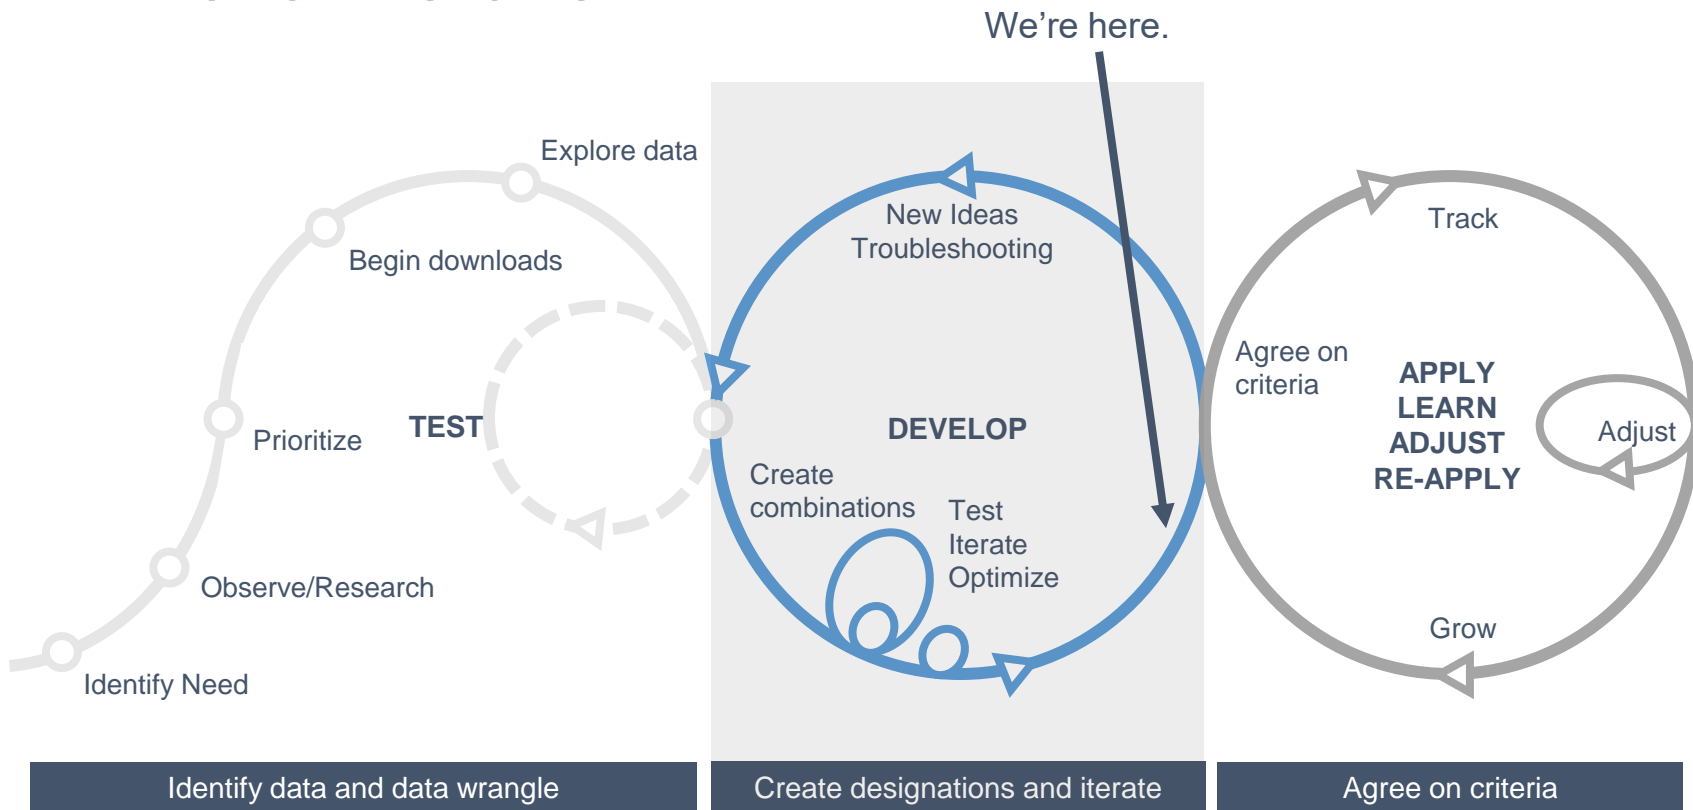 We're here.
Explore data
Begin downloads
Prioritize
TEST
Observe/Research
Identify Need
New Ideas
Troubleshooting
DEVELOP
Create
combinations
Test
Iterate
Optimize
Track
Agree on
criteria
APPLY
LEARN
ADJUST
RE-APPLY
Adjust
Grow
Identify data and data wrangle
Create designations and iterate
Agree on criteria